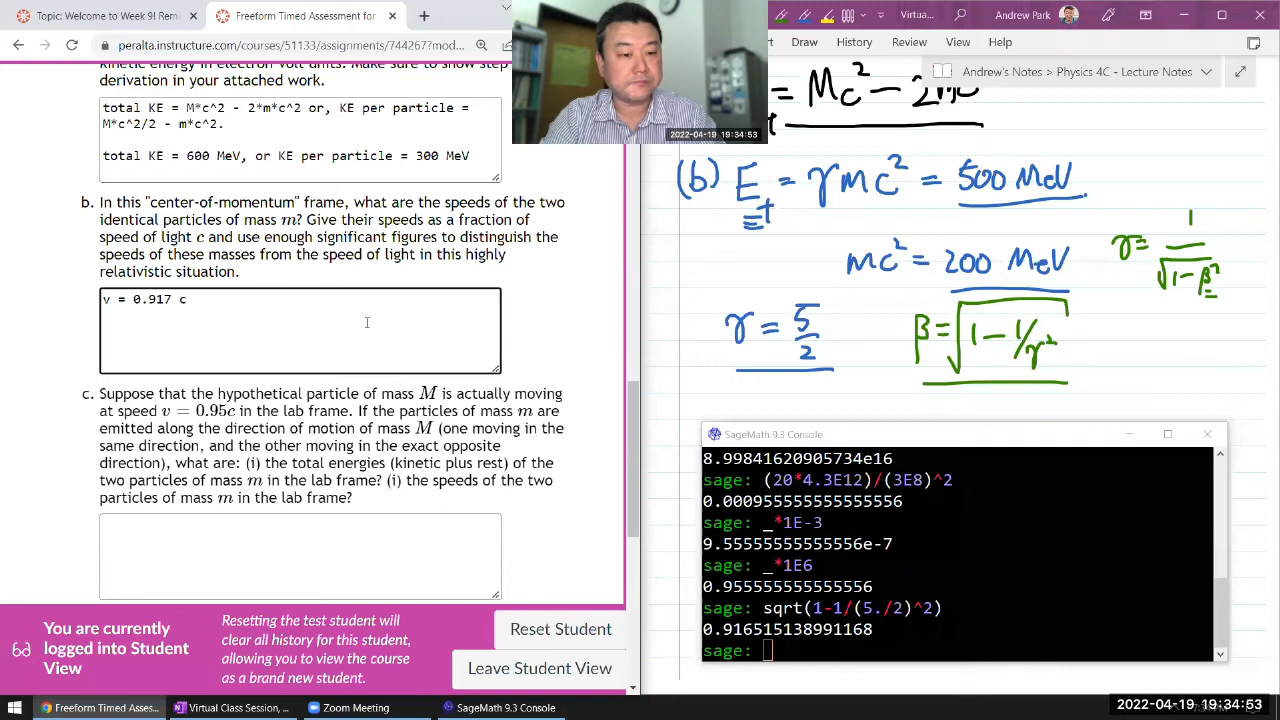 Topic: Welcome to WeeK11 Rem
Freeform Timed Assessment for
Virtua...
Andrew Park
peralta.instructure.com/courses/51133/assignments/7442677mod...
Draw
History
Review
View
Help
Andrew's Notes > Physics 4C - Lecture Notes
kinetic energy in electron volt units. Make sure to show step
derivation in your attached work.
total KE = M*c^2 - 2*m*c^2 or, KE per particle =
M*c^2/2 - m*c^2.
total KE = 600 MeV, or KE per particle = 300 MeV
b. In this "center-of-momentum" frame, what are the speeds of the two
identical particles of mass m? Give their speeds as a fraction of
speed of light c and use enough significant figures to distinguish the
speeds of these masses from the speed of light in this highly
relativistic situation.
v = 0.917 c
c. Suppose that the hypothetical particle of mass M is actually moving
at speed v = 0.95c in the lab frame. If the particles of mass m are
emitted along the direction of motion of mass M (one moving in the
same direction, and the other moving in the exact opposite
direction), what are: (i) the total energies (kinetic plus rest) of the
two particles of mass m in the lab frame? (i) the speeds of the two
particles of mass m in the lab frame?
You are currently
logged into Student
View
Resetting the test student will
clear all history for this student,
allowing you to view the course
as a brand new student.
Reset Student
Leave Student View
2022-04-19 19:34:53
= Mc² - 2mc²
(b) E+ = γmc² = 500 MeV
mc² = 200 MeV
γ = 1/√(1-β²)
γ = 5/2
β = √(1 - 1/γ²)
SageMath 9.3 Console
8.99841620905734e16
sage: (20*4.3E12)/(3E8)^2
0.000955555555555556
sage: _*1E-3
9.55555555555556e-7
sage: _*1E6
0.955555555555556
sage: sqrt(1-1/(5./2)^2)
0.916515138991168
sage:
Freeform Timed Asses...
Virtual Class Session, ...
Zoom Meeting
SageMath 9.3 Console
2022-04-19 19:34:53